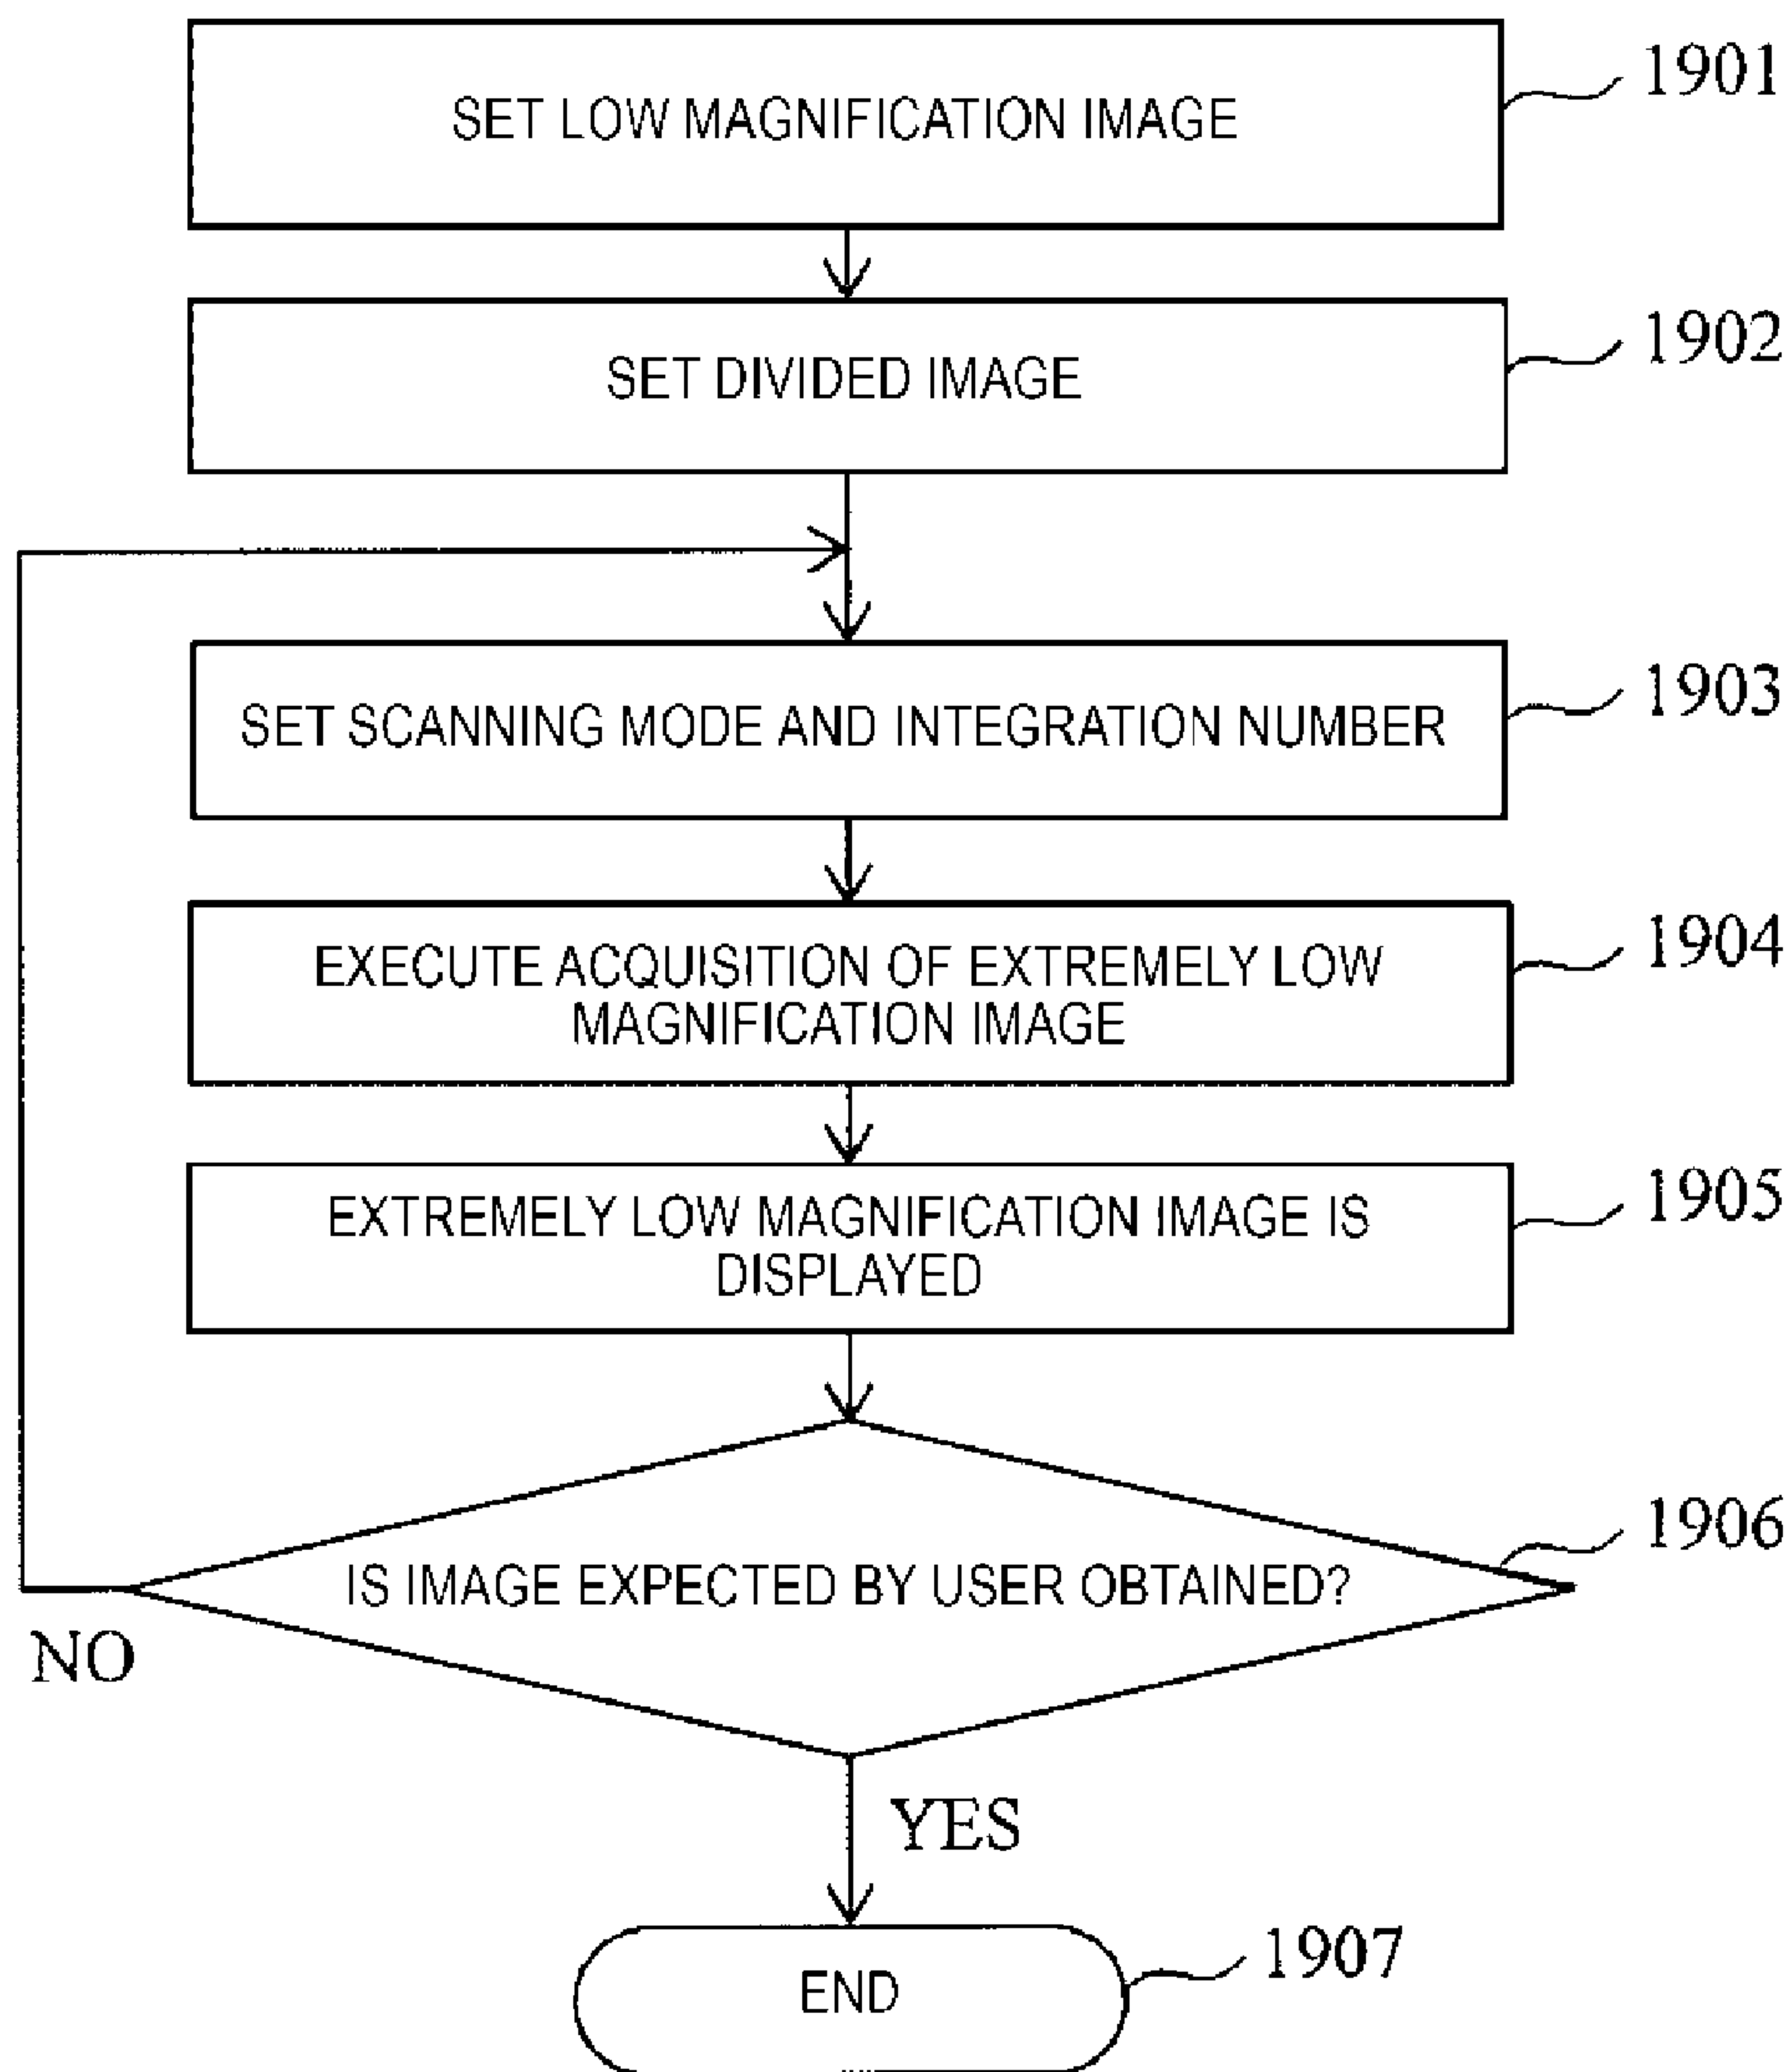 SET LOW MAGNIFICATION IMAGE
1901
SET DIVIDED IMAGE
1902
SET SCANNING MODE AND INTEGRATION NUMBER
1903
EXECUTE ACQUISITION OF EXTREMELY LOW
MAGNIFICATION IMAGE
1904
EXTREMELY LOW MAGNIFICATION IMAGE IS
DISPLAYED
1905
IS IMAGE EXPECTED BY USER OBTAINED?
1906
NO
YES
END
1907